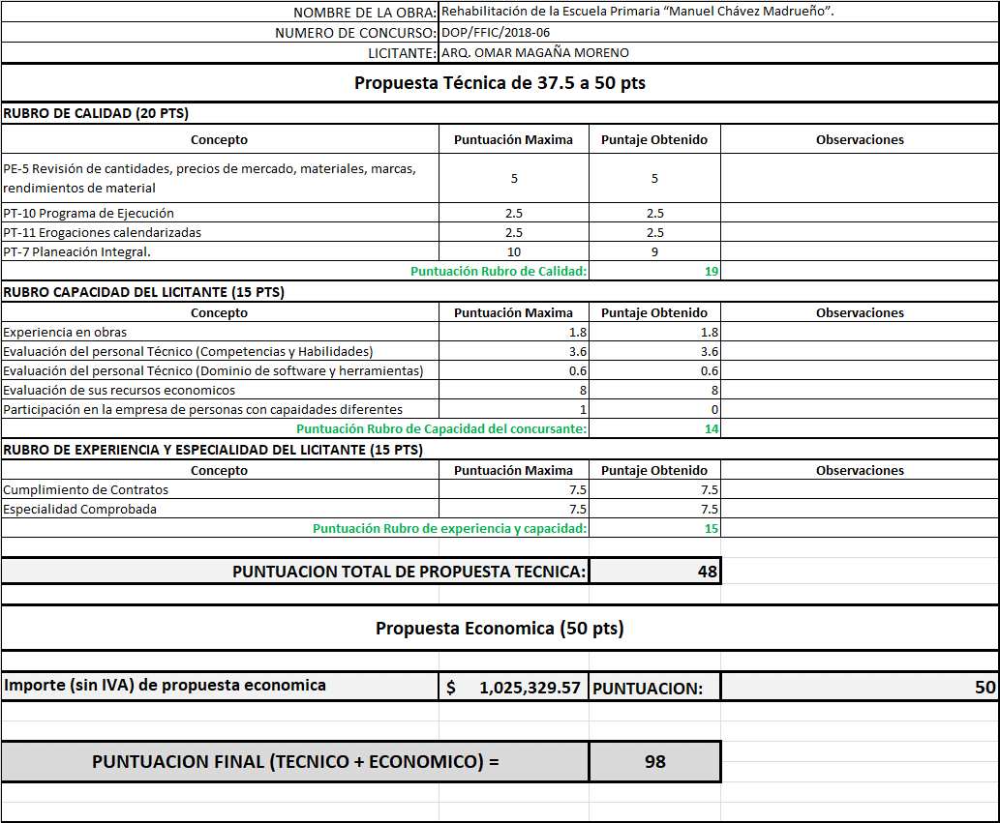 NOMBRE DE LA OBRA: Rehabilitación de la Escuela Primaria “Manuel Chávez Madrueño”.
NUMERO DE CONCURSO: DOP/FFIC/2018-06
LICITANTE: ARQ. OMAR MAGAÑA MORENO
Propuesta Técnica de 37.5 a 50 pts
RUBRO DE CALIDAD (20 PTS)
Concepto Puntuación Maxima Puntaje Obtenido Observaciones
PE-5 Revisión de cantidades, precios de mercado, materiales, marcas,
rendimientos de material 5 5
PT-10 Programa de Ejecución 2.5 2.5
PT-11 Erogaciones calendarizadas 2.5 2.5
PT-7 Planeación Integral. 10 9
Puntuación Rubro de Calidad: 19
RUBRO CAPACIDAD DEL LICITANTE (15 PTS)
Concepto Puntuación Maxima Puntaje Obtenido Observaciones
Experiencia en obras 1.8 1.8
Evaluación del personal Técnico (Competencias y Habilidades) 3.6 3.6
Evaluación del personal Técnico (Dominio de software y herramientas) 0.6 0.6
Evaluación de sus recursos economicos 8 8
Participación en la empresa de personas con capaidades diferentes 1 0
Puntuación Rubro de Capacidad del concursante: 14
RUBRO DE EXPERIENCIA Y ESPECIALIDAD DEL LICITANTE (15 PTS)
Concepto Puntuación Maxima Puntaje Obtenido Observaciones
Cumplimiento de Contratos 7.5 7.5
Especialidad Comprobada 7.5 7.5
Puntuación Rubro de experiencia y capacidad: 15
PUNTUACION TOTAL DE PROPUESTA TECNICA: 48
Propuesta Economica (50 pts)
Importe (sin IVA) de propuesta economica $ 1,025,329.57 PUNTUACION: 50
PUNTUACION FINAL (TECNICO + ECONOMICO) = 98